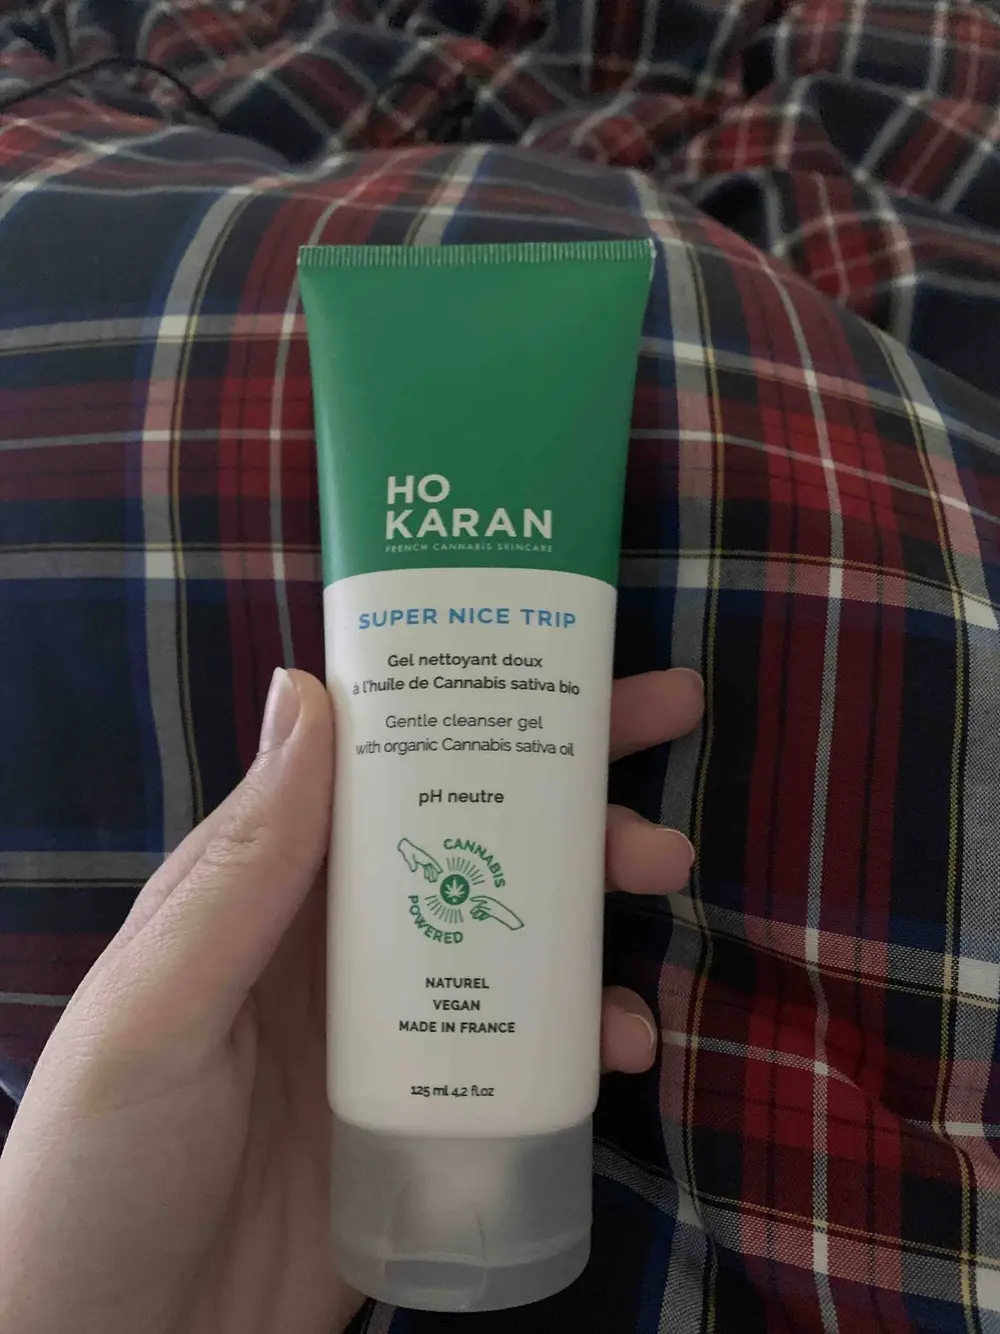 HO
KARAN
FRENCH CANNABIS SKINCARE
SUPER NICE TRIP
Gel nettoyant doux
à l'huile de Cannabis sativa bio
Gentle cleanser gel
with organic Cannabis sativa oil
pH neutre
CANNABIS
POWERED
NATUREL
VEGAN
MADE IN FRANCE
125 ml 4,2 fl.oz